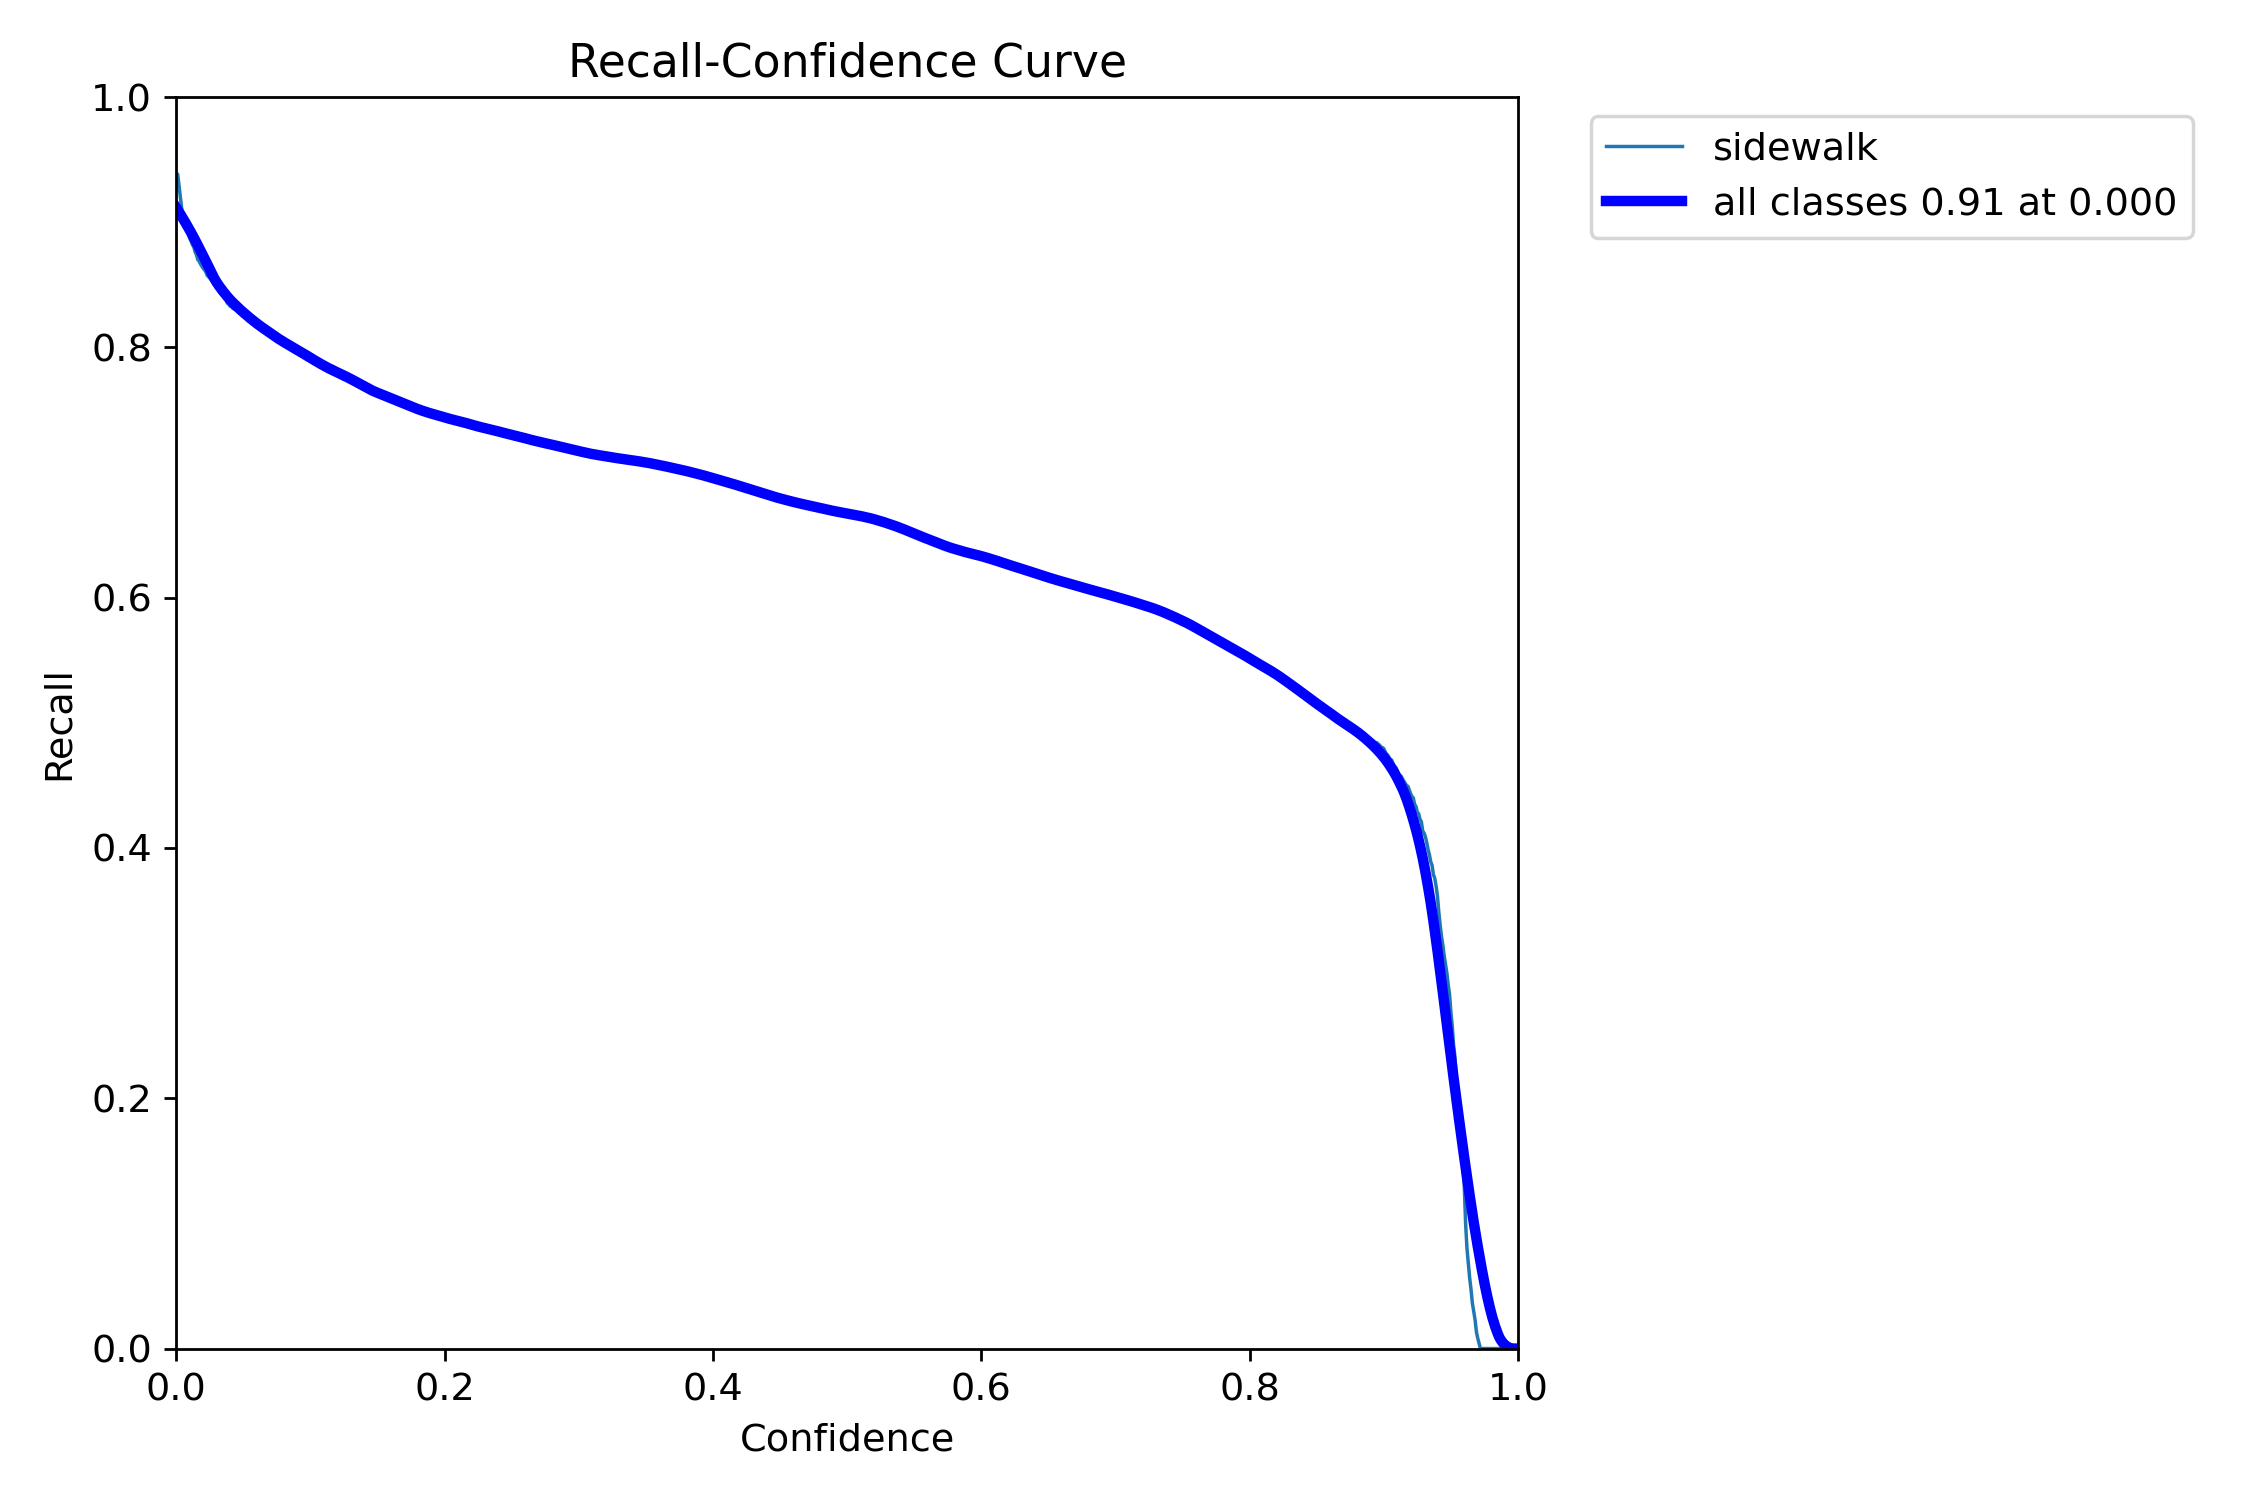 Recall-Confidence Curve
1.0
0.8
0.6
0.4
0.2
0.0
Recall
0.0 0.2 0.4 0.6 0.8 1.0
Confidence
sidewalk
all classes 0.91 at 0.000